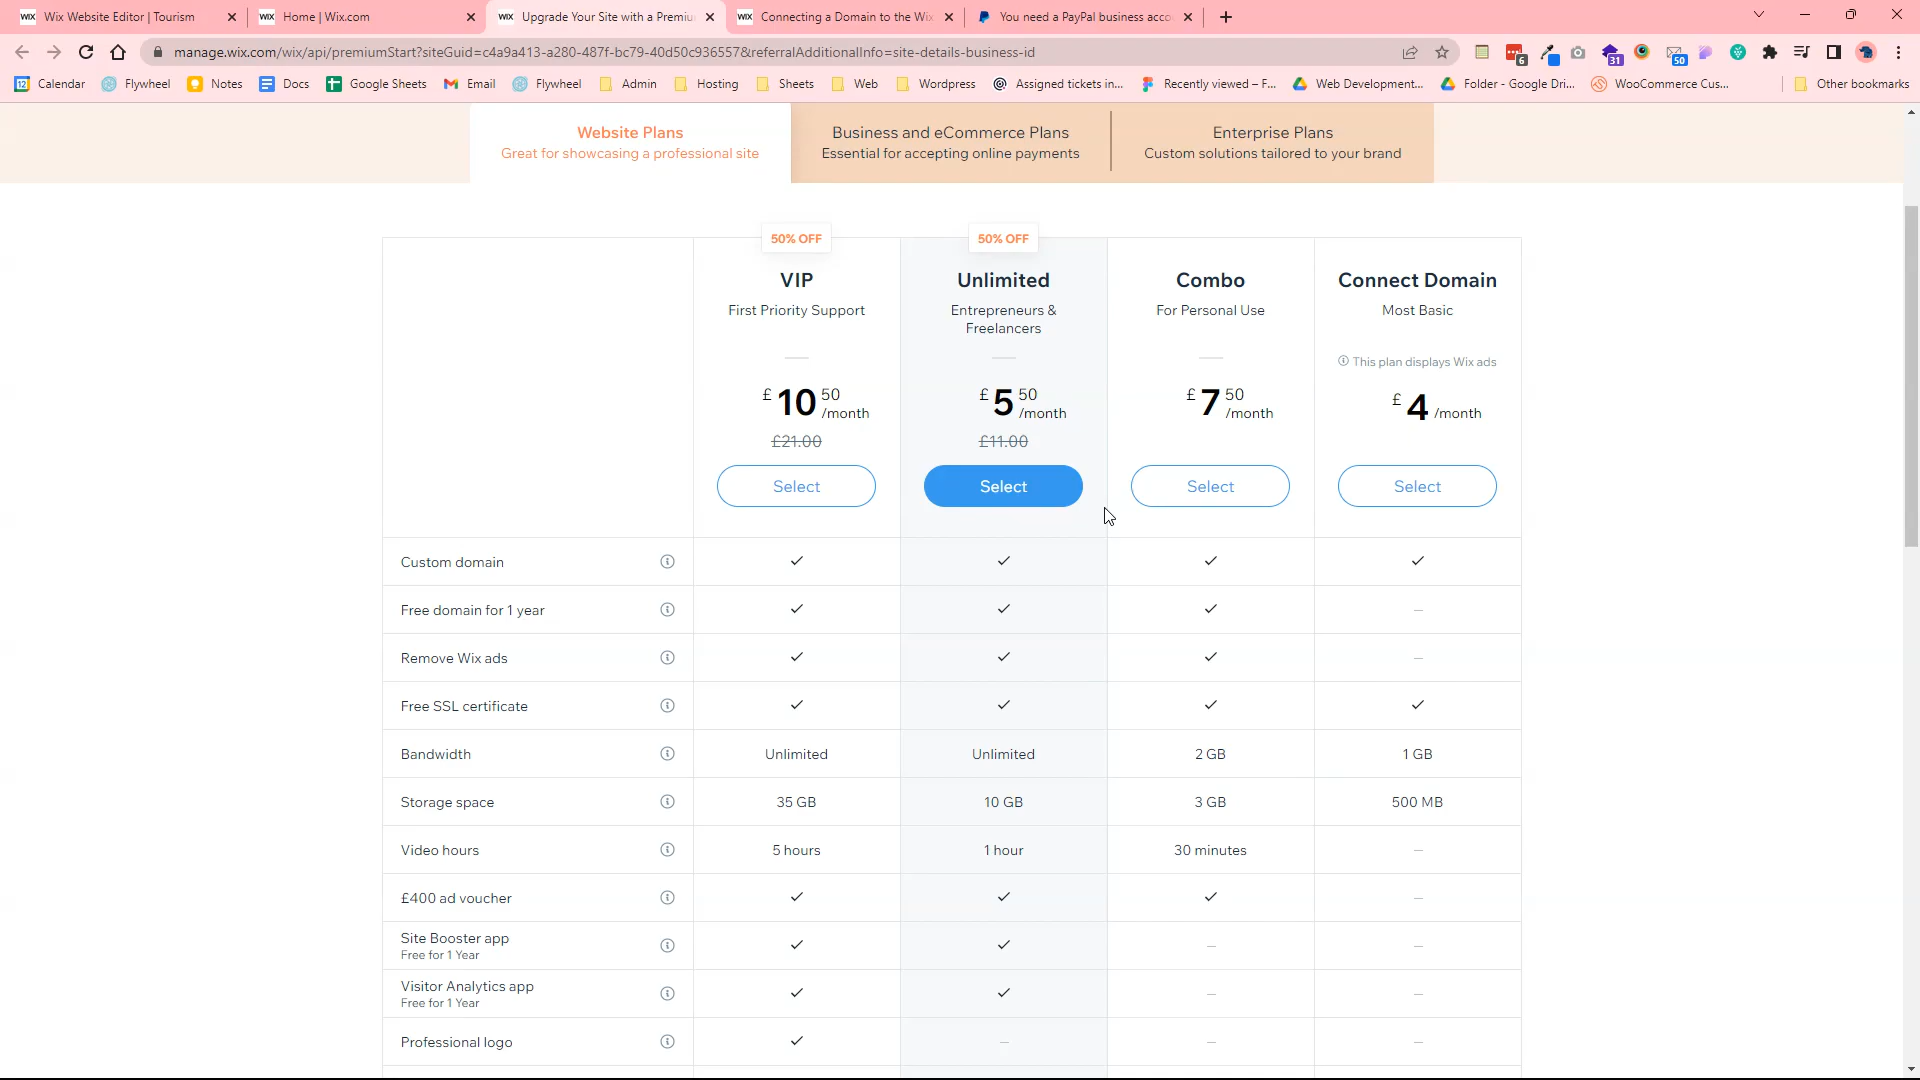 Wix Website Editor | Tourism
Home | Wix.com
Upgrade Your Site with a Premiu
Connecting a Domain to the Wix
You need a PayPal business acco
manage.wix.com/wix/api/premiumStart?siteGuid=c4a9a413-a280-487f-bc79-40d50c936557&referralAdditionalInfo=site-details-business-id
6
31
50
Calendar
Flywheel
Notes
Docs
Google Sheets
Email
Flywheel
Admin
Hosting
Sheets
Web
Wordpress
Assigned tickets in...
Recently viewed – F...
Web Development...
Folder - Google Dri...
WooCommerce Cus...
Other bookmarks
Website Plans
Great for showcasing a professional site
Business and eCommerce Plans
Essential for accepting online payments
Enterprise Plans
Custom solutions tailored to your brand
50% OFF
VIP
First Priority Support
£ 10 50 /month
£21.00
Select
50% OFF
Unlimited
Entrepreneurs &
Freelancers
£ 5 50 /month
£11.00
Select
Combo
For Personal Use
£ 7 50 /month
Select
Connect Domain
Most Basic
This plan displays Wix ads
£ 4 /month
Select
Custom domain
Free domain for 1 year
Remove Wix ads
Free SSL certificate
Bandwidth Unlimited Unlimited 2 GB 1 GB
Storage space 35 GB 10 GB 3 GB 500 MB
Video hours 5 hours 1 hour 30 minutes
£400 ad voucher
Site Booster app
Free for 1 Year
Visitor Analytics app
Free for 1 Year
Professional logo